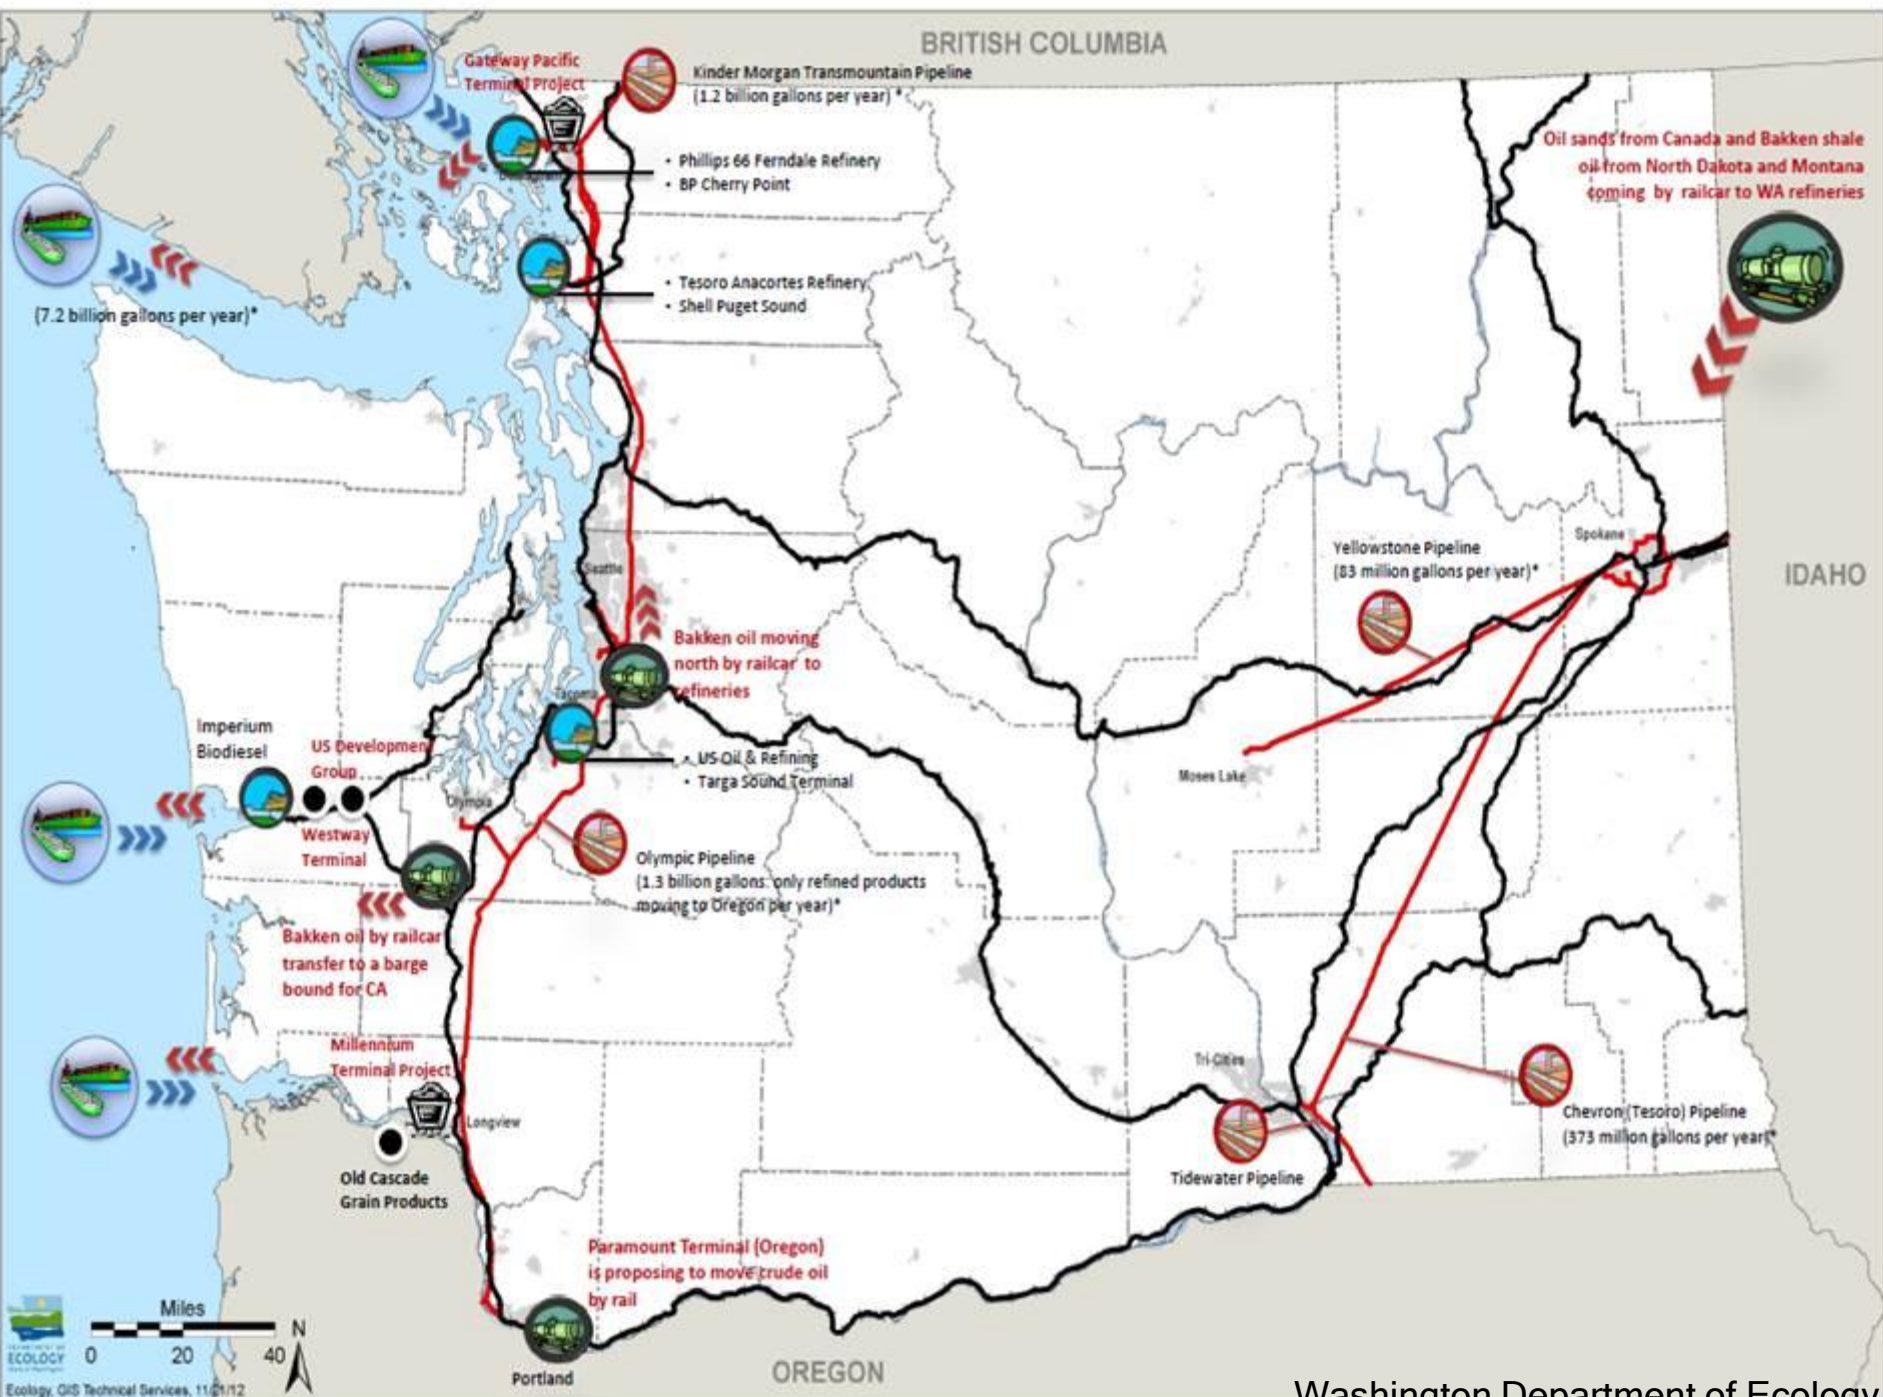 BRITISH COLUMBIA
Gateway Pacific
Terminal Project
Kinder Morgan Transmountain Pipeline
(1.2 billion gallons per year) *
• Phillips 66 Ferndale Refinery
• BP Cherry Point
Oil sands from Canada and Bakken shale
oil from North Dakota and Montana
coming by railcar to WA refineries
• Tesoro Anacortes Refinery
• Shell Puget Sound
(7.2 billion gallons per year)*
Spokane
Yellowstone Pipeline
(83 million gallons per year)*
IDAHO
Seattle
Bakken oil moving
north by railcar to
refineries
Tacoma
Imperium
Biodiesel
US Development
Group
• US Oil & Refining
• Targa Sound Terminal
Moses Lake
Olympia
Westway
Terminal
Olympic Pipeline
(1.3 billion gallons: only refined products
moving to Oregon per year)*
Bakken oil by railcar
transfer to a barge
bound for CA
Millennium
Terminal Project
Tri-Cities
Longview
Chevron (Tesoro) Pipeline
(373 million gallons per year)*
Old Cascade
Grain Products
Tidewater Pipeline
Paramount Terminal (Oregon)
is proposing to move crude oil
by rail
Miles
N
0 20 40
ECOLOGY
Portland
OREGON
Ecology, GIS Technical Services, 11/21/12
Washington Department of Ecology